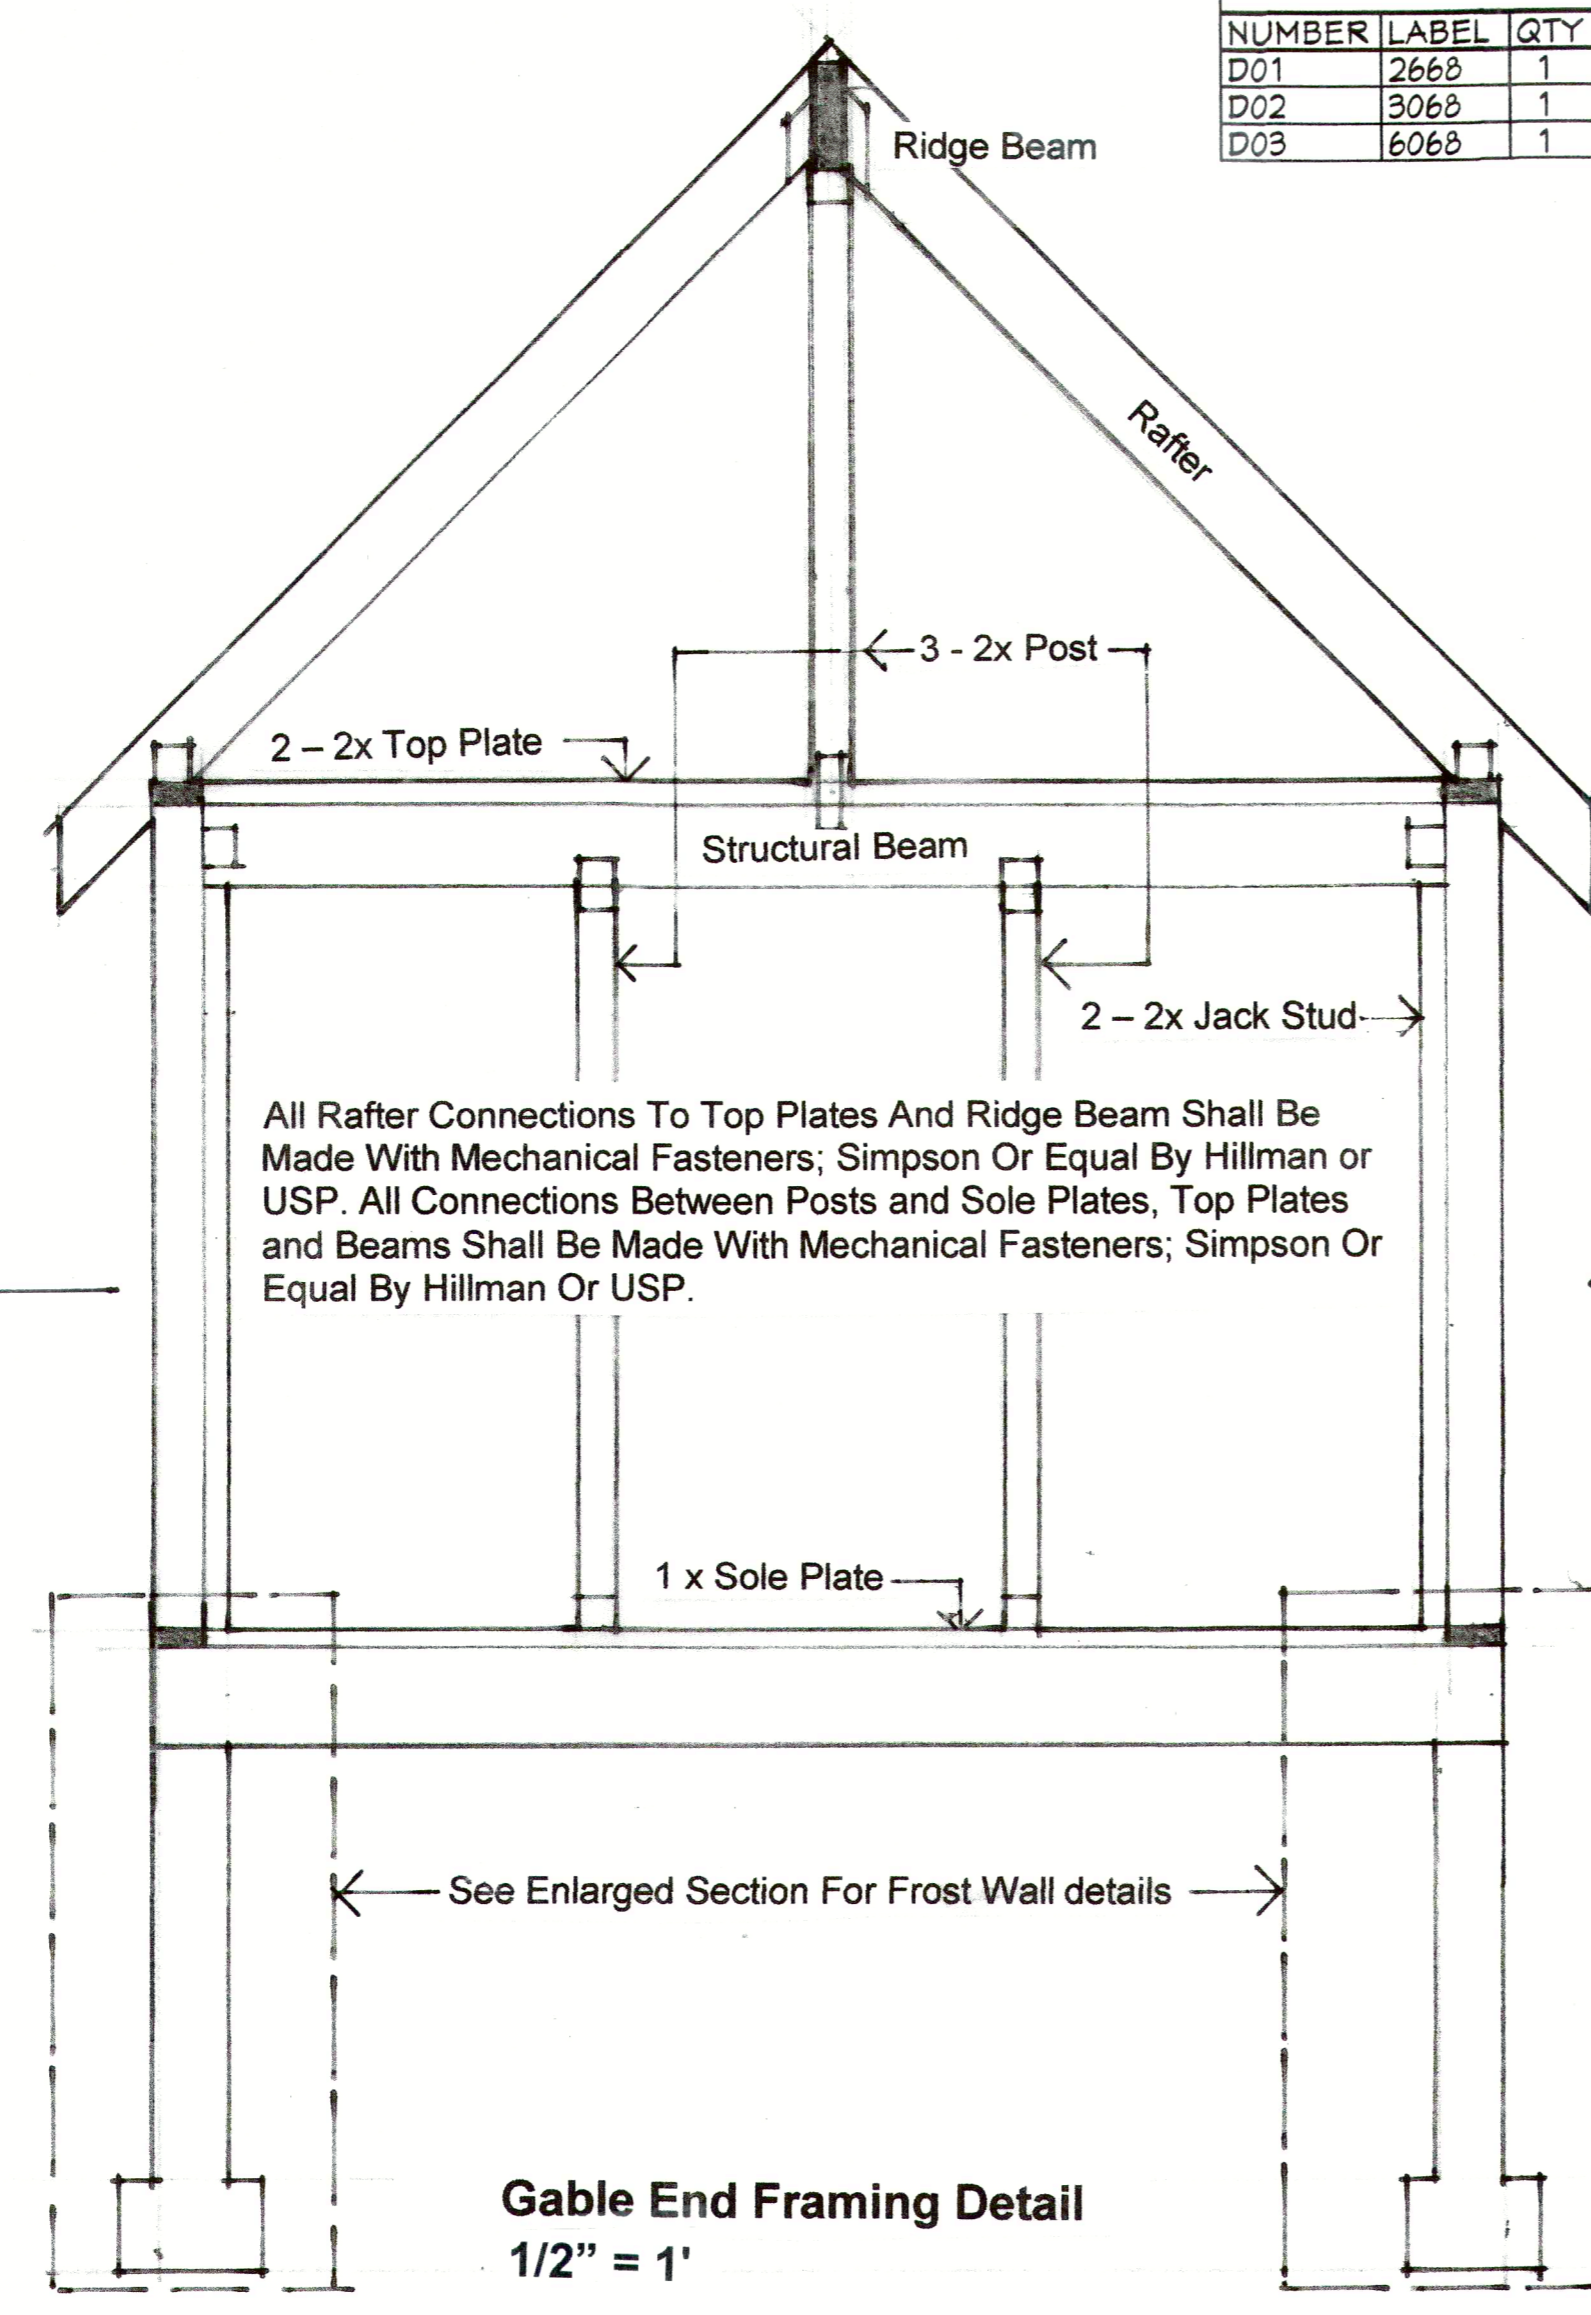 NUMBER LABEL QTY
D01 2668 1
D02 3068 1
D03 6068 1
Ridge Beam
Rafter
3 - 2x Post
2 – 2x Top Plate
Structural Beam
2 – 2x Jack Stud
All Rafter Connections To Top Plates And Ridge Beam Shall Be
Made With Mechanical Fasteners; Simpson Or Equal By Hillman or
USP. All Connections Between Posts and Sole Plates, Top Plates
and Beams Shall Be Made With Mechanical Fasteners; Simpson Or
Equal By Hillman Or USP.
1 x Sole Plate
See Enlarged Section For Frost Wall details
Gable End Framing Detail
1/2” = 1'